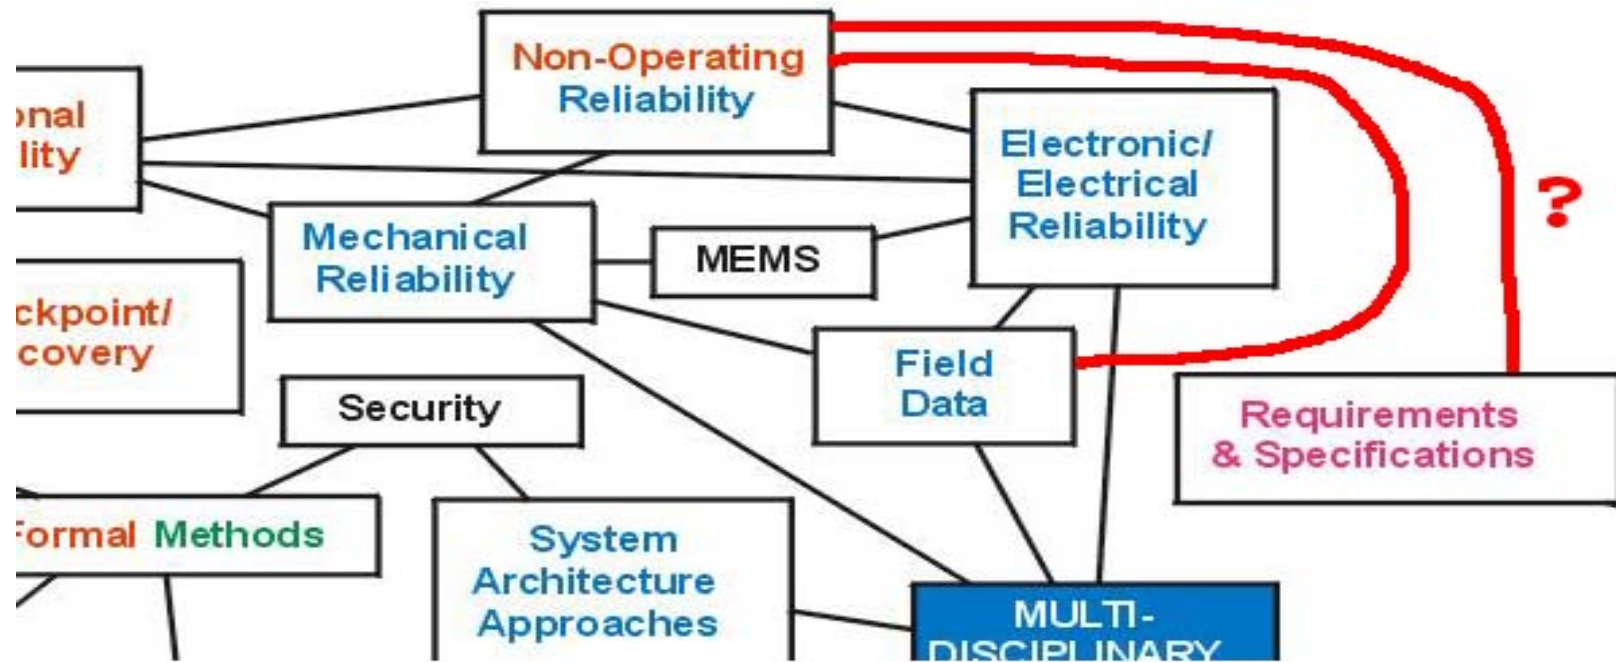 Non-Operating
Reliability
onal
lity
Electronic/
Electrical
Reliability
?
Mechanical
Reliability
MEMS
ckpoint/
covery
Field
Data
Security
Requirements
& Specifications
Formal Methods
System
Architecture
Approaches
MULTI-
DISCIPLINARY